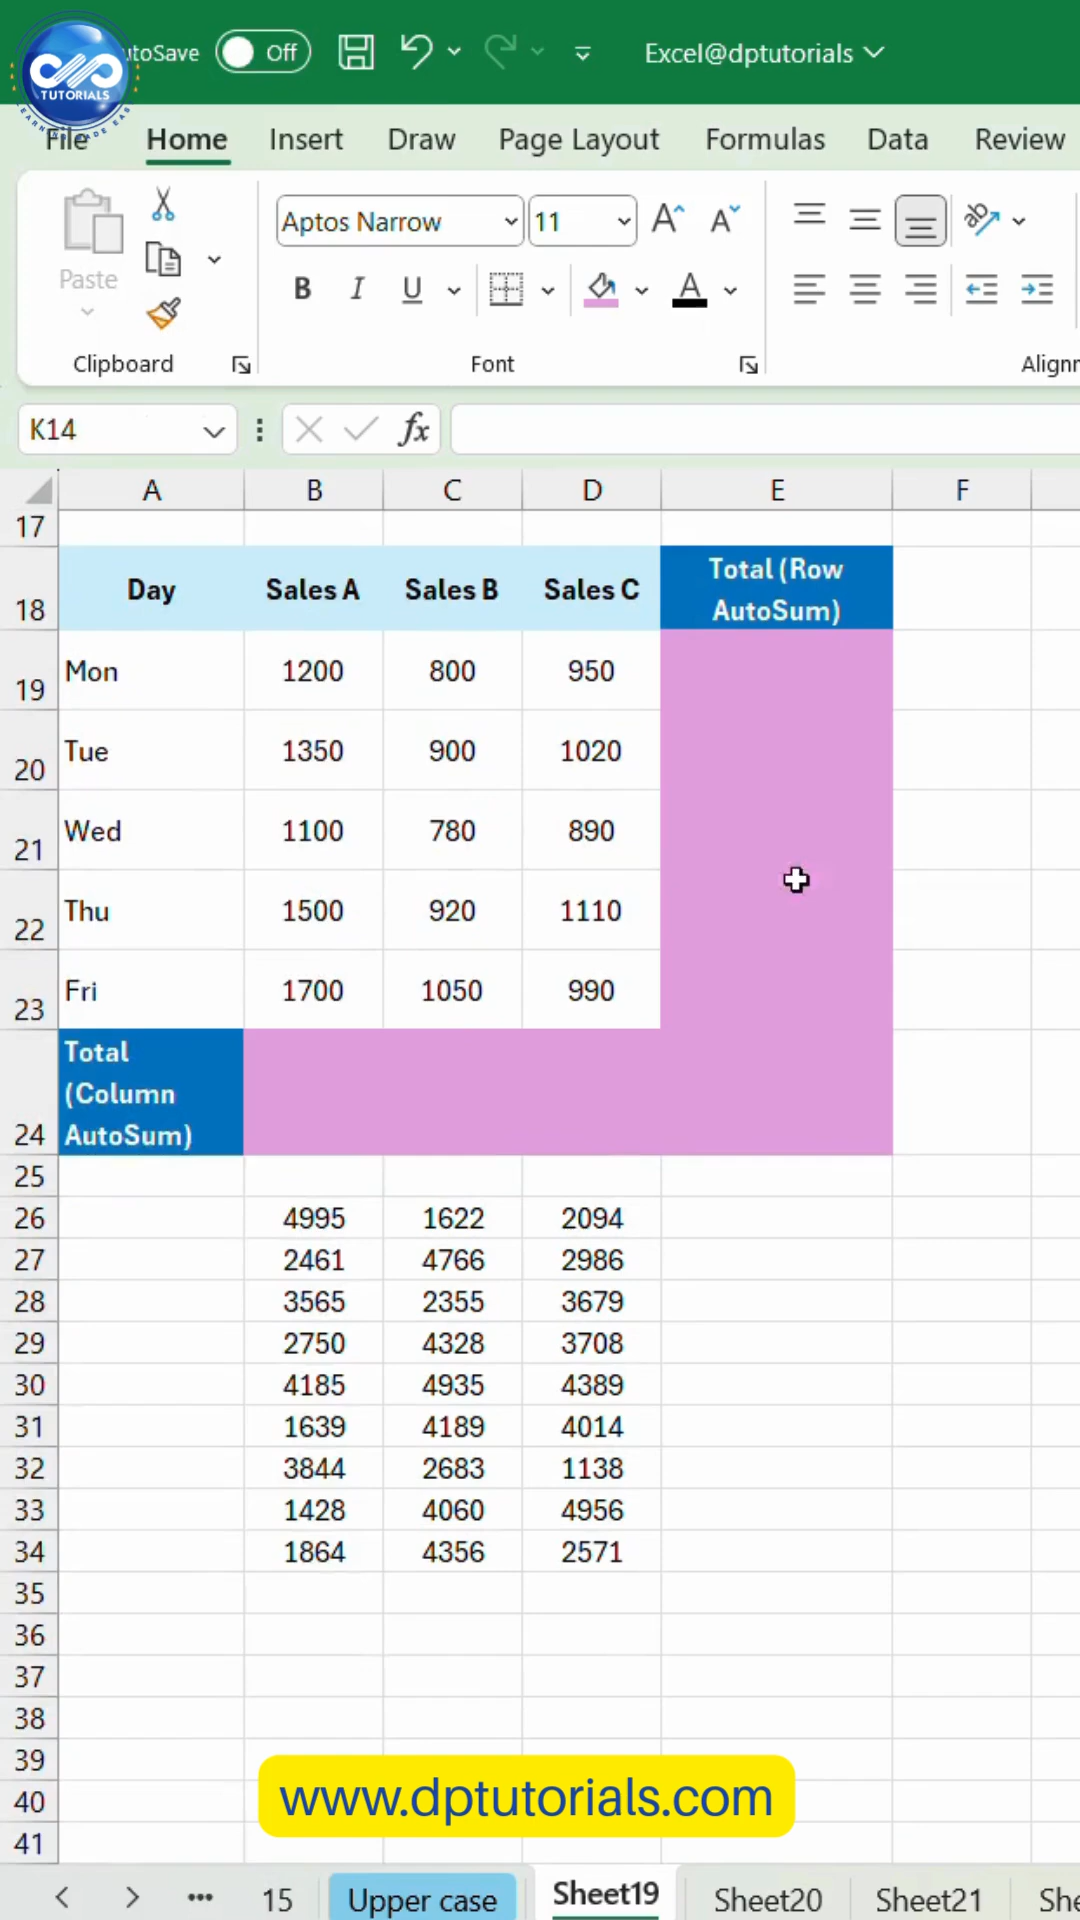 utoSave Off Excel@dptutorials
TUTORIALS
File Home Insert Draw Page Layout Formulas Data Review
Aptos Narrow 11
Paste
B I U A
Clipboard Font Alignr
K14 fx
A B C D E F
17
18 Day Sales A Sales B Sales C Total (Row
AutoSum)
19 Mon 1200 800 950
20 Tue 1350 900 1020
21 Wed 1100 780 890
22 Thu 1500 920 1110
23 Fri 1700 1050 990
Total
(Column
24 AutoSum)
25
26 4995 1622 2094
27 2461 4766 2986
28 3565 2355 3679
29 2750 4328 3708
30 4185 4935 4389
31 1639 4189 4014
32 3844 2683 1138
33 1428 4060 4956
34 1864 4356 2571
35
36
37
38
39
40 www.dptutorials.com
41
15 Upper case Sheet19 Sheet20 Sheet21 She